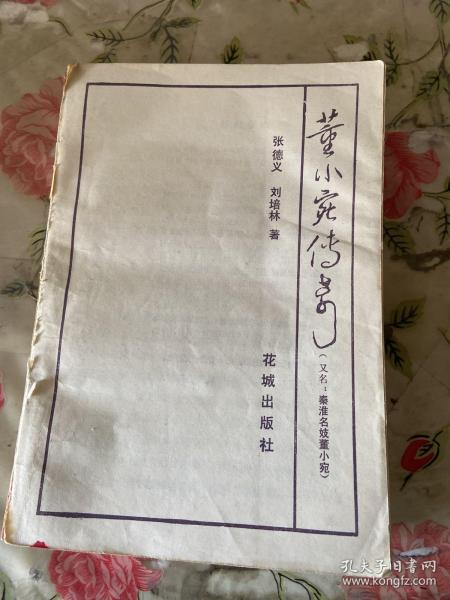 董小宛传奇
(又名：秦淮名妓董小宛)
张德义 刘培林 著
花城出版社
孔夫子旧书网
www.kongfz.com